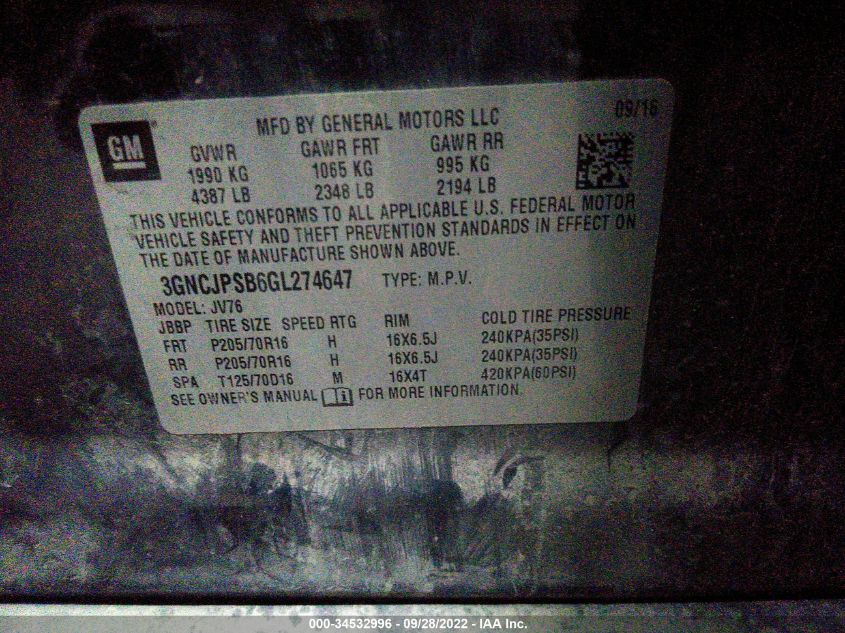 GM
MFD BY GENERAL MOTORS LLC 09/16
GVWR GAWR FRT GAWR RR
1990 KG 1065 KG 995 KG
4387 LB 2348 LB 2194 LB
THIS VEHICLE CONFORMS TO ALL APPLICABLE U.S. FEDERAL MOTOR
VEHICLE SAFETY AND THEFT PREVENTION STANDARDS IN EFFECT ON
THE DATE OF MANUFACTURE SHOWN ABOVE.
3GNCJPSB6GL274647 TYPE: M.P.V.
MODEL: JV76
JBBP TIRE SIZE SPEED RTG RIM COLD TIRE PRESSURE
FRT P205/70R16 H 16X6.5J 240KPA(35PSI)
RR P205/70R16 H 16X6.5J 240KPA(35PSI)
SPA T125/70D16 M 16X4T 420KPA(60PSI)
SEE OWNER'S MANUAL FOR MORE INFORMATION.
000-34532996 - 09/28/2022 - IAA Inc.